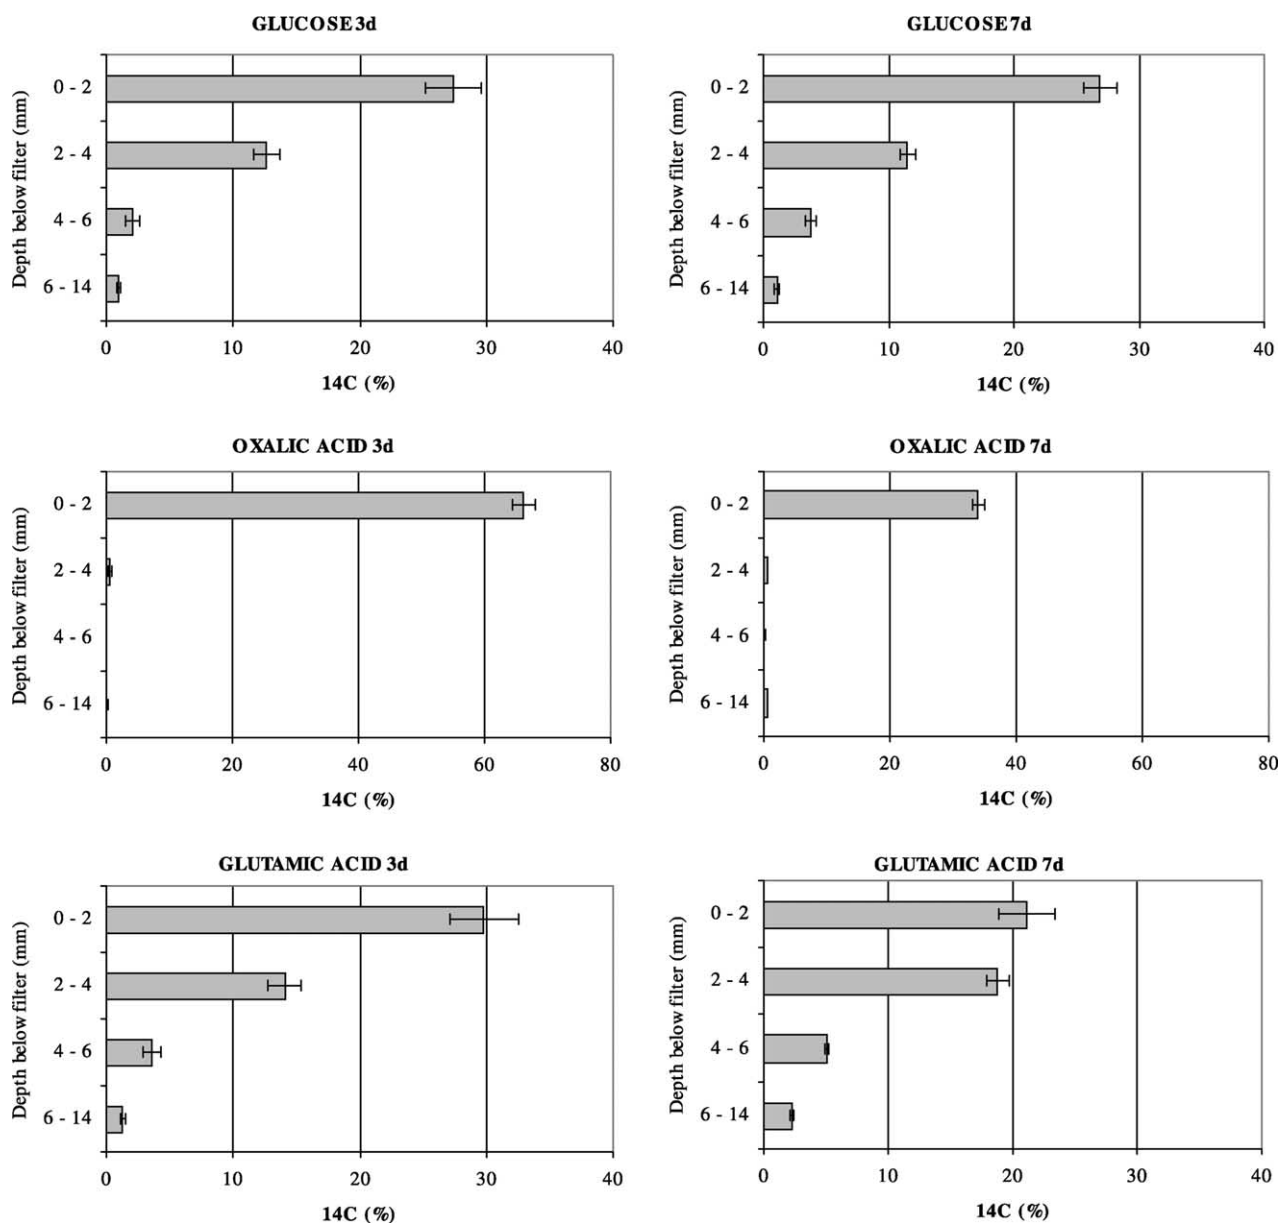 GLUCOSE 3d
Depth below filter (mm)
0 - 2
2 - 4
4 - 6
6 - 14
0 10 20 30 40
14C (%)
GLUCOSE 7d
Depth below filter (mm)
0 - 2
2 - 4
4 - 6
6 - 14
0 10 20 30 40
14C (%)
OXALIC ACID 3d
Depth below filter (mm)
0 - 2
2 - 4
4 - 6
6 - 14
0 20 40 60 80
14C (%)
OXALIC ACID 7d
Depth below filter (mm)
0 - 2
2 - 4
4 - 6
6 - 14
0 20 40 60 80
14C (%)
GLUTAMIC ACID 3d
Depth below filter (mm)
0 - 2
2 - 4
4 - 6
6 - 14
0 10 20 30 40
14C (%)
GLUTAMIC ACID 7d
Depth below filter (mm)
0 - 2
2 - 4
4 - 6
6 - 14
0 10 20 30 40
14C (%)